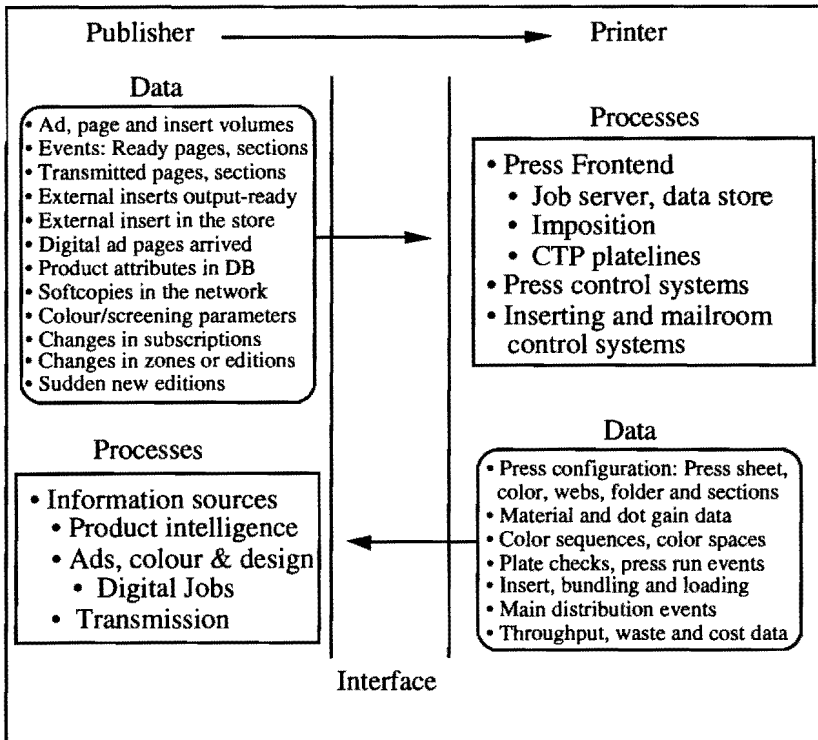 Publisher
Printer
Data
• Ad, page and insert volumes
• Events: Ready pages, sections
• Transmitted pages, sections
• External inserts output-ready
• External insert in the store
• Digital ad pages arrived
• Product attributes in DB
• Softcopies in the network
• Colour/screening parameters
• Changes in subscriptions
• Changes in zones or editions
• Sudden new editions
Processes
• Information sources
• Product intelligence
• Ads, colour & design
• Digital Jobs
• Transmission
Interface
Processes
• Press Frontend
• Job server, data store
• Imposition
• CTP platelines
• Press control systems
• Inserting and mailroom
control systems
Data
• Press configuration: Press sheet,
color, webs, folder and sections
• Material and dot gain data
• Color sequences, color spaces
• Plate checks, press run events
• Insert, bundling and loading
• Main distribution events
• Throughput, waste and cost data